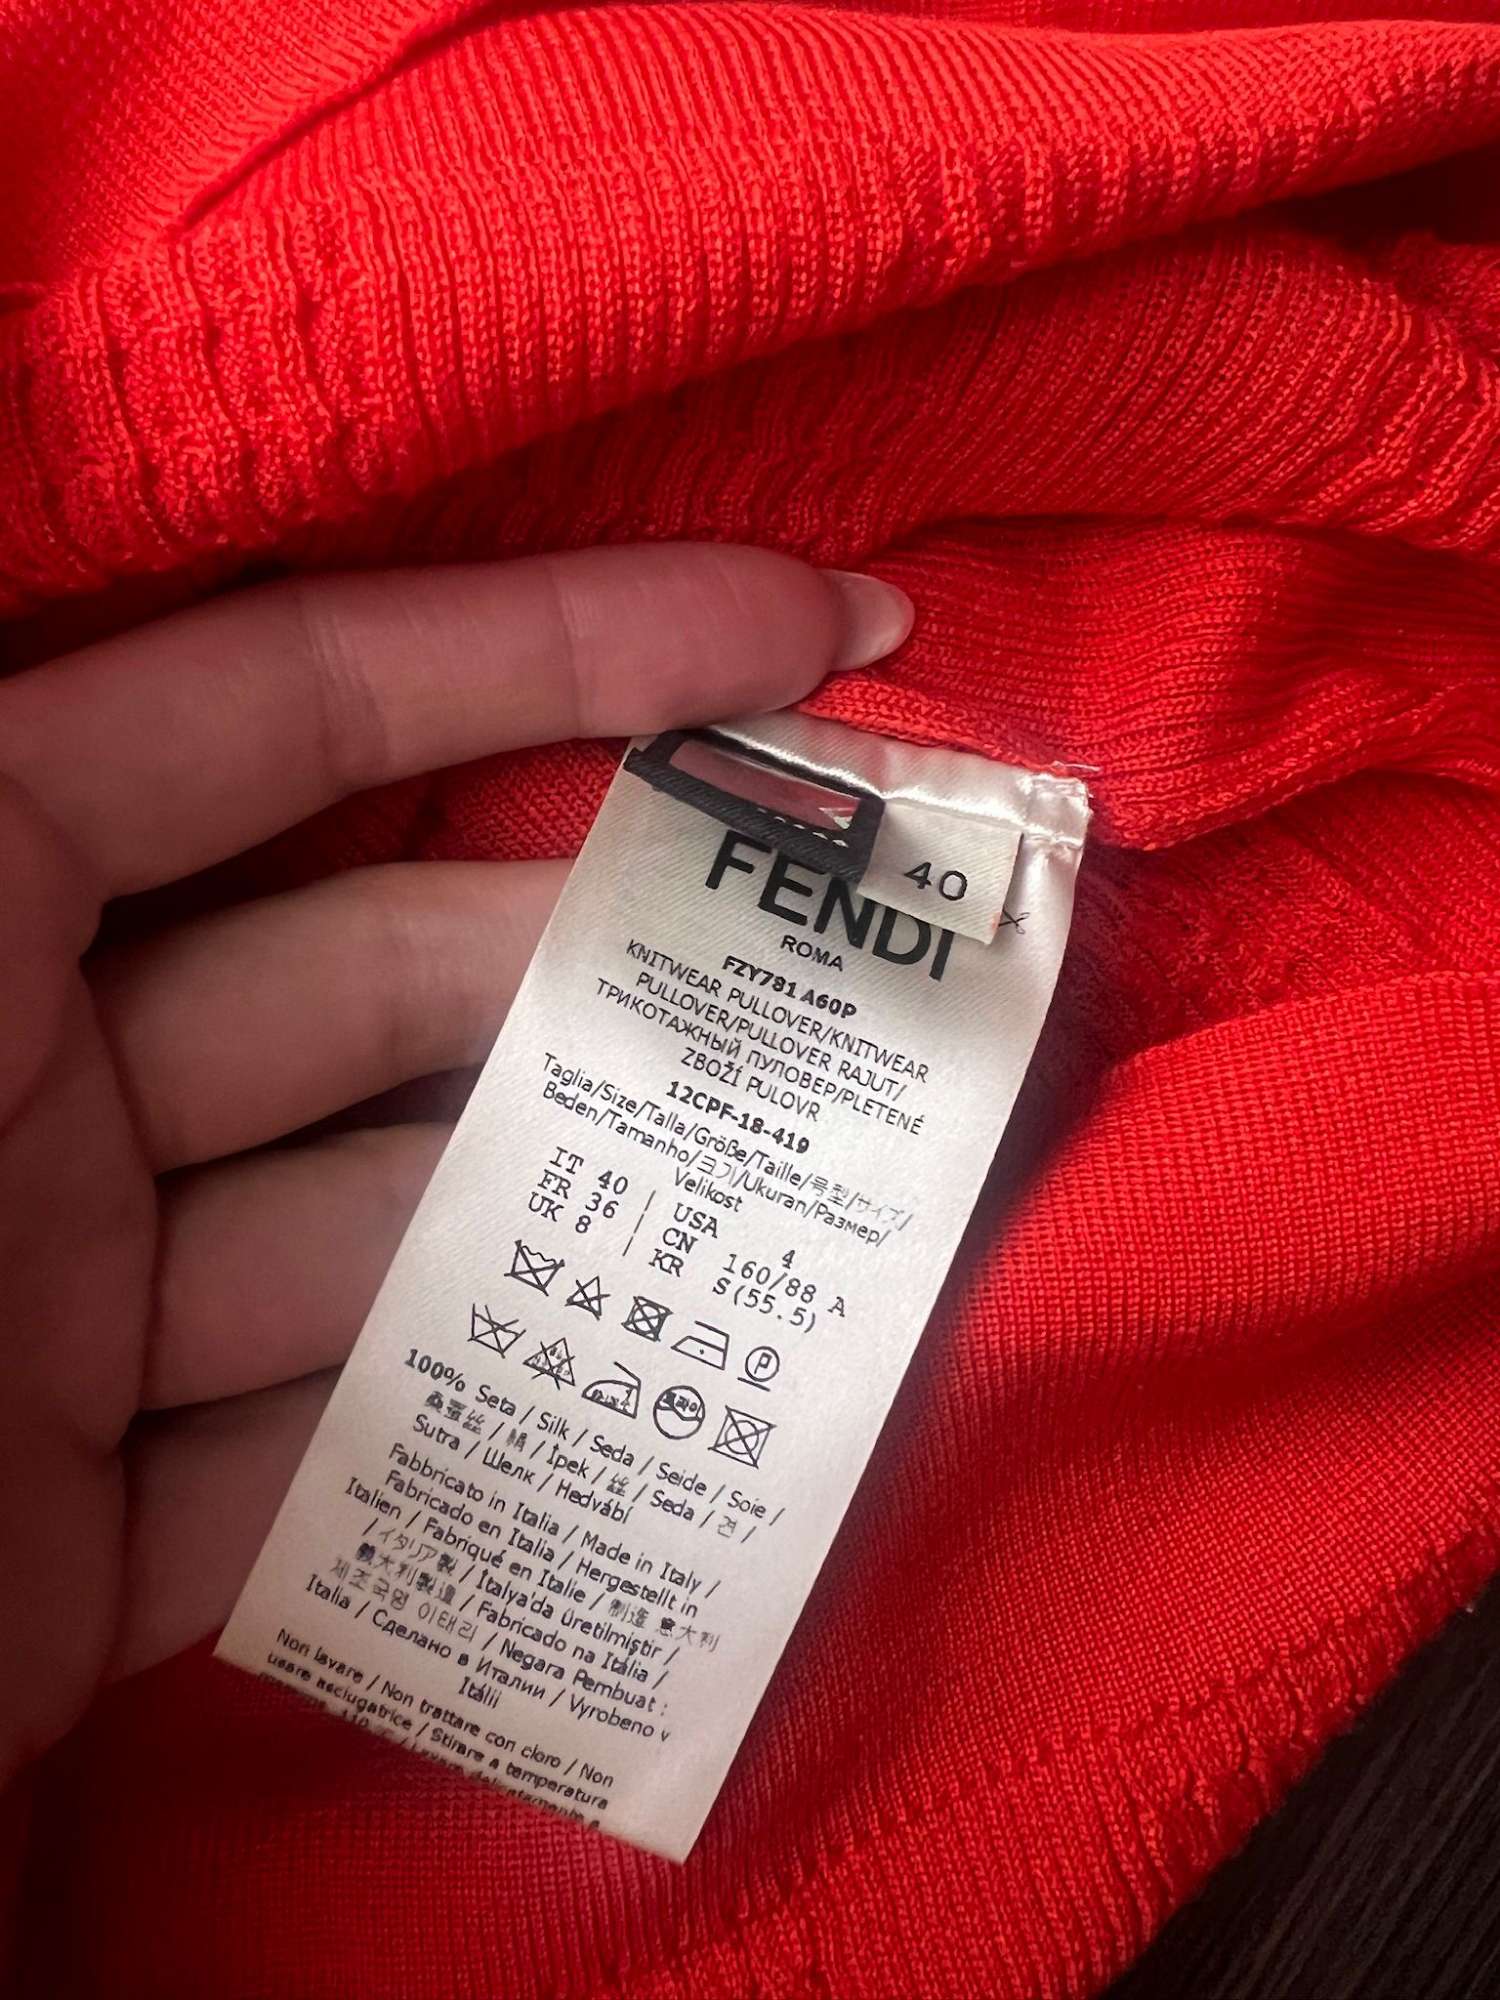 40
FENDI
ROMA
FZY781 A60P
KNITWEAR PULLOVER/KNITWEAR
PULLOVER/PULLOVER RAJUT/
ТРИКОТАЖНЫЙ ПУЛОВЕР/PLETENÉ
ZBOŽÍ PULOVR
12CPF-18-419
Taglia/Size/Talla/Größe/Taille/号型/サイズ/
Beden/Tamanho/크기/Ukuran/Размер/
Velikost
IT 40 | USA 4
FR 36 | CN 160/88 A
UK 8 | KR S(55.5)
P
드라이
100% Seta / Silk / Seda / Seide / Soie /
桑蚕丝 / 絹 / İpek / 丝 / Seda / 견 /
Sutra / Шелк / Hedvábí
Fabbricato in Italia / Made in Italy /
Fabricado en Italia / Hergestellt in
Italien / Fabriqué en Italie / 制造 意大利
/ イタリア製 / İtalya'da üretilmiştir /
義大利製造 / Fabricado na Itália /
제조국명 이태리 / Negara Pembuat :
Italia / Сделано в Италии / Vyrobeno v
Itálii
Non lavare / Non trattare con cloro / Non
usare asciugatrice / Stirare a temperatura
110